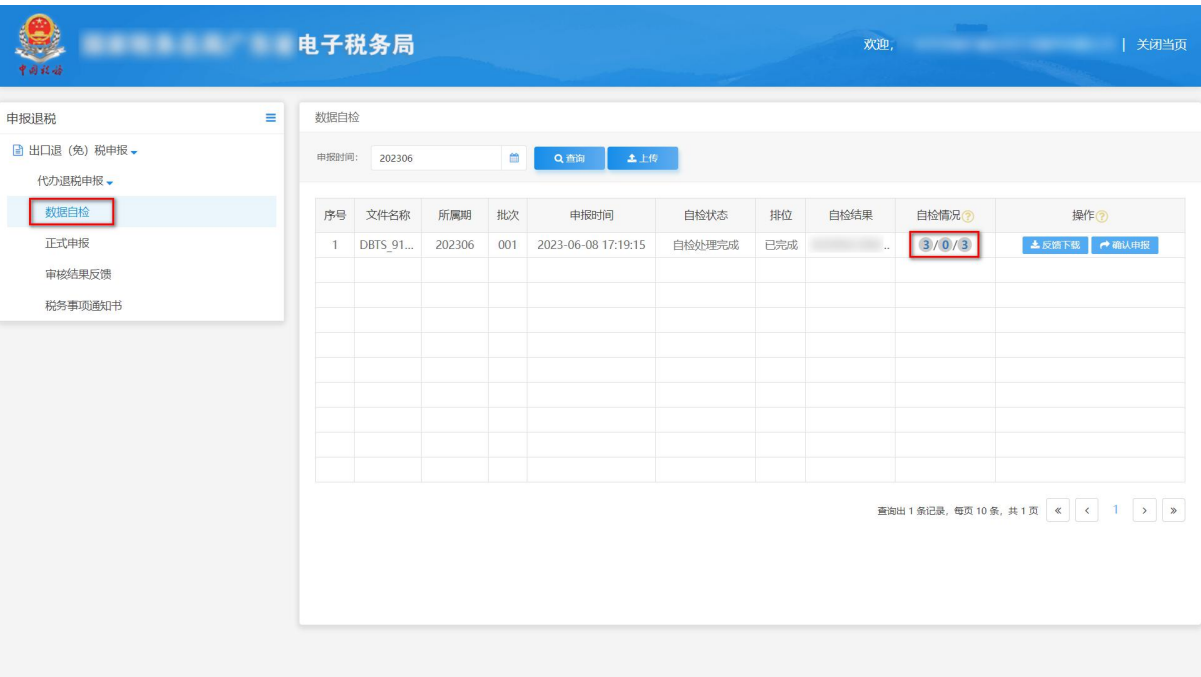 电子税务局
欢迎,
| 关闭当页
中国税务
申报退税
出口退（免）税申报
代办退税申报
数据自检
正式申报
审核结果反馈
税务事项通知书
数据自检
申报时间: 202306 查询 上传
序号 文件名称 所属期 批次 申报时间 自检状态 排位 自检结果 自检情况? 操作?
1 DBTS_91... 202306 001 2023-06-08 17:19:15 自检处理完成 已完成 .. 3/0/3 反馈下载 确认申报
查询出 1 条记录, 每页 10 条, 共 1 页 « < 1 > »